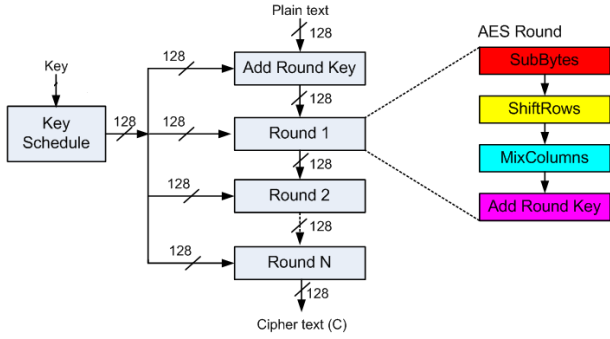 Plain text
128
AES Round
Key
128
Add Round Key
SubBytes
128
Key
Schedule
128
128
Round 1
ShiftRows
128
MixColumns
128
Round 2
Add Round Key
128
128
Round N
128
Cipher text (C)